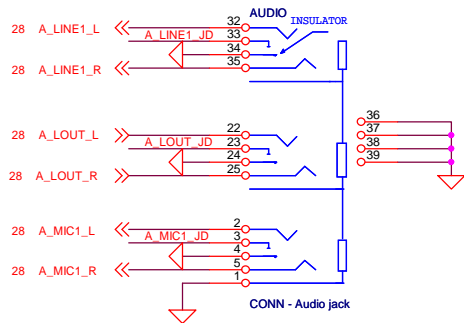 AUDIO
INSULATOR
28 A_LINE1_L 32
A_LINE1_JD 33
34
28 A_LINE1_R 35
36
37
38
39
28 A_LOUT_L 22
A_LOUT_JD 23
24
28 A_LOUT_R 25
28 A_MIC1_L 2
A_MIC1_JD 3
4
28 A_MIC1_R 5
1
CONN - Audio jack